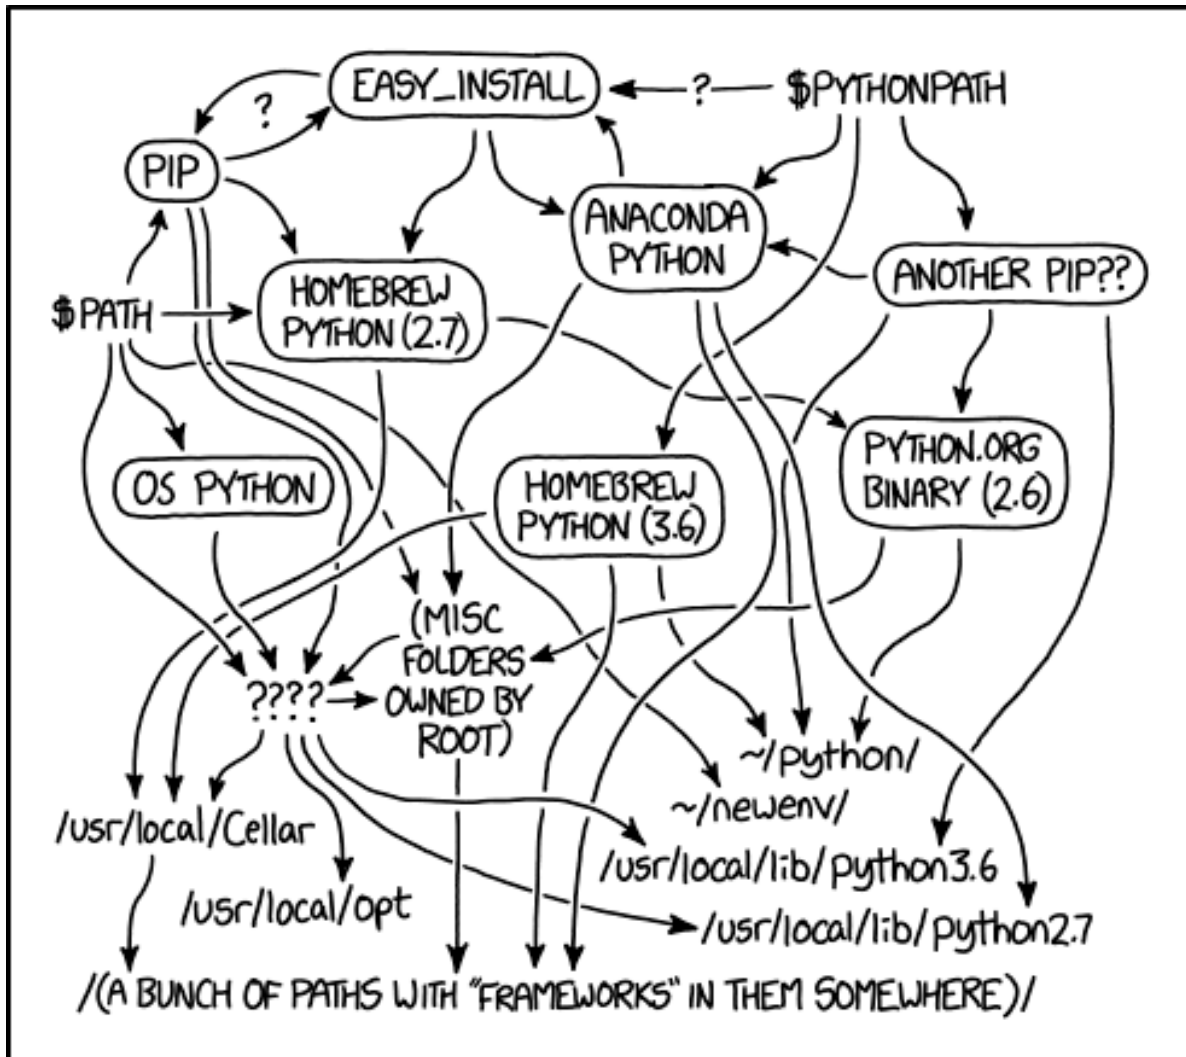 EASY_INSTALL
?
$PYTHONPATH
?
PIP
ANACONDA
PYTHON
ANOTHER PIP??
HOMEBREW
PYTHON (2.7)
$PATH
OS PYTHON
HOMEBREW
PYTHON (3.6)
PYTHON.ORG
BINARY (2.6)
(MISC
FOLDERS
OWNED BY
ROOT)
????
~/python/
~/newenv/
/usr/local/Cellar
/usr/local/lib/python3.6
/usr/local/opt
/usr/local/lib/python2.7
/(A BUNCH OF PATHS WITH "FRAMEWORKS" IN THEM SOMEWHERE)/